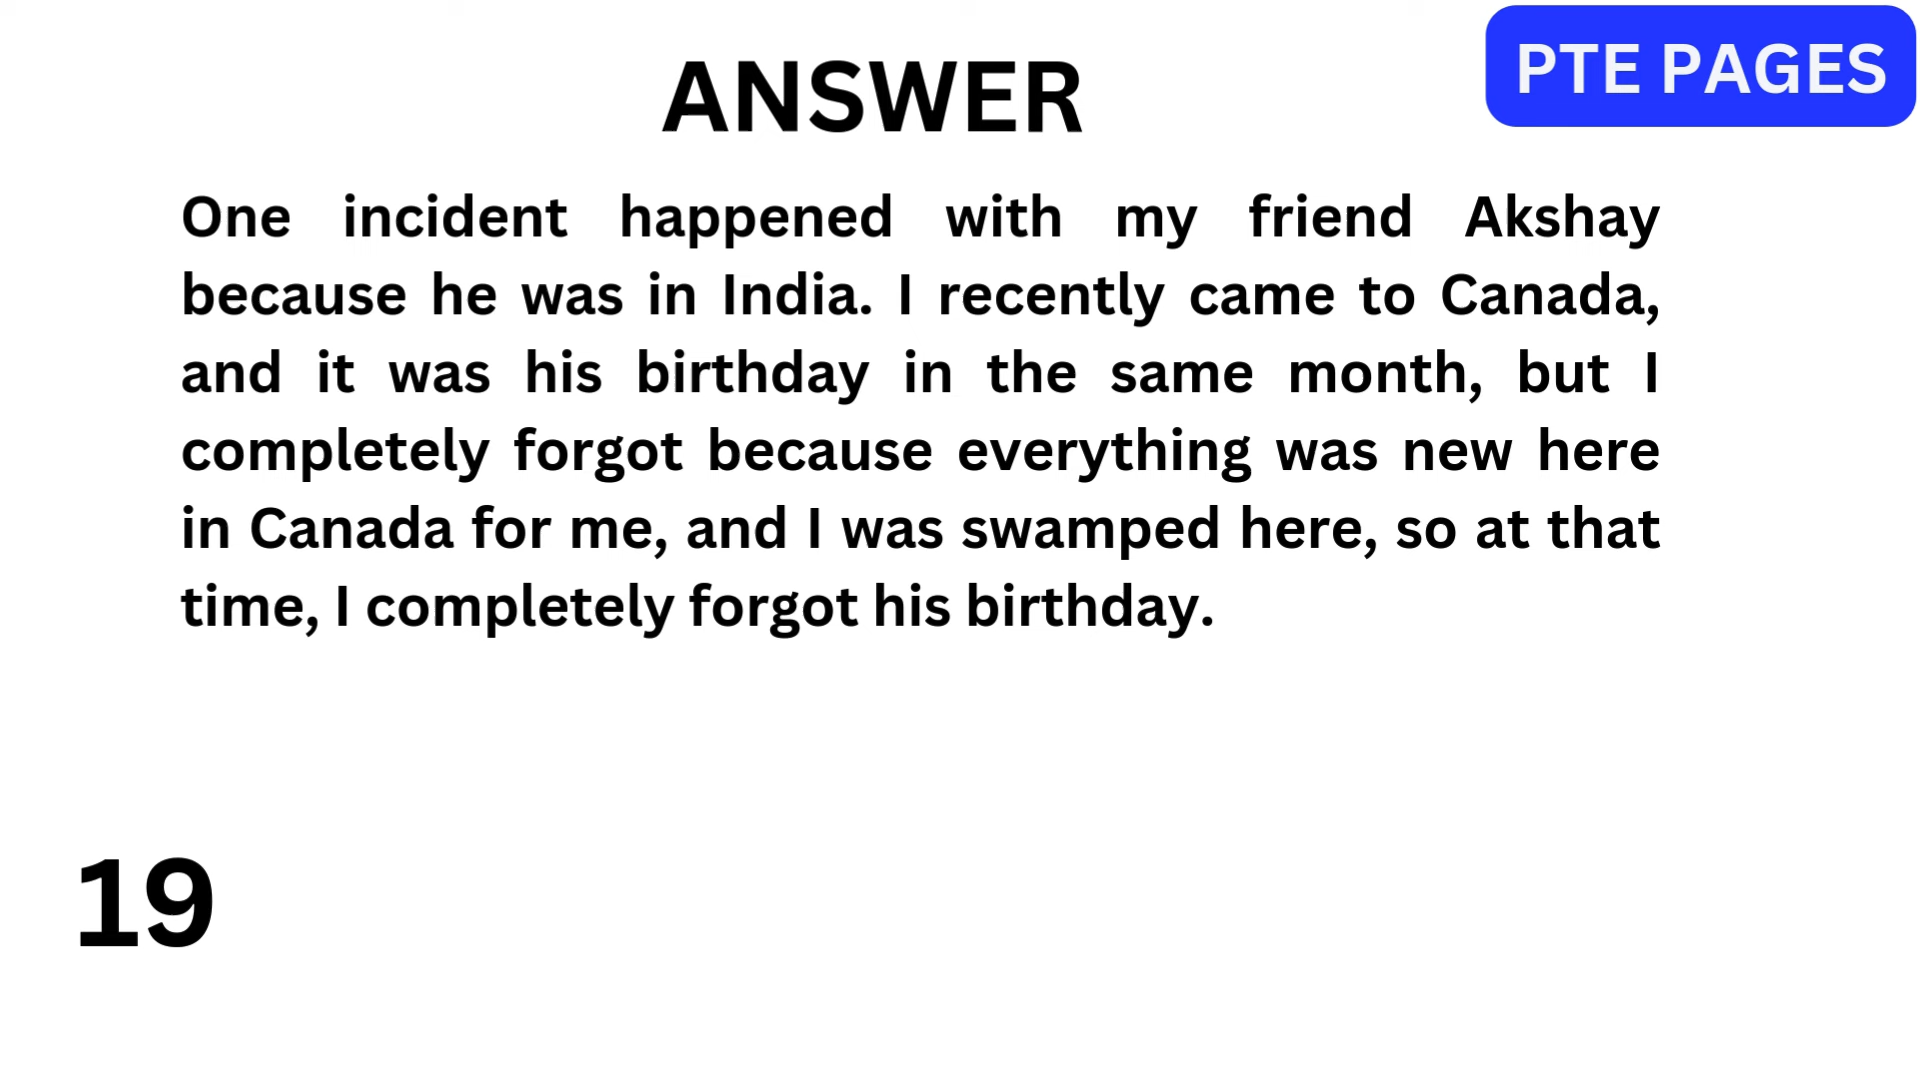 PTE PAGES
ANSWER
One incident happened with my friend Akshay
because he was in India. I recently came to Canada,
and it was his birthday in the same month, but I
completely forgot because everything was new here
in Canada for me, and I was swamped here, so at that
time, I completely forgot his birthday.
19